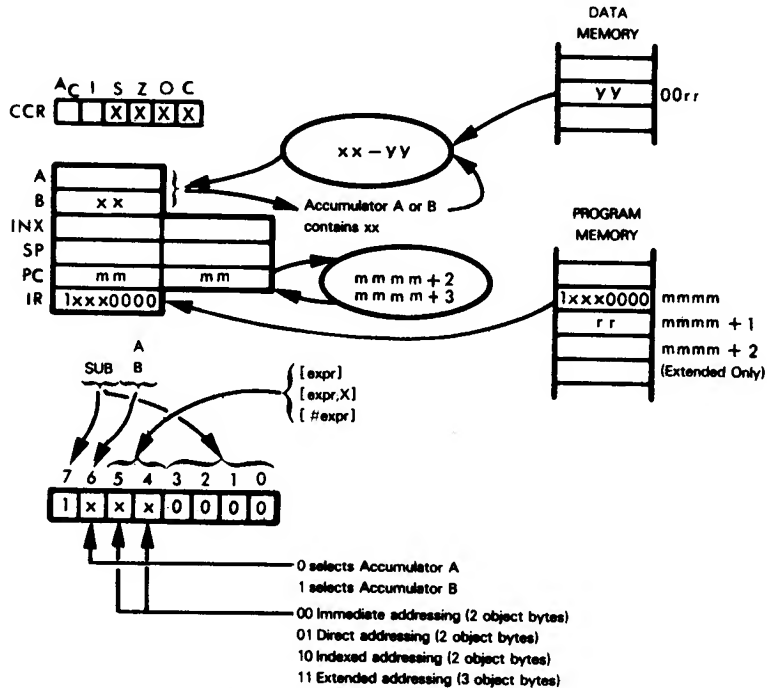 DATA
MEMORY
yy 00rr
AC I S Z O C
CCR X X X X
xx – yy
A
B xx
INX
SP
PC mm mm
IR 1xxx0000
Accumulator A or B
contains xx
mmmm + 2
mmmm + 3
PROGRAM
MEMORY
1xxx0000 mmmm
rr mmmm + 1
mmmm + 2
(Extended Only)
A
SUB B
[expr]
[expr,X]
[ #expr]
7 6 5 4 3 2 1 0
1 x x x 0 0 0 0
0 selects Accumulator A
1 selects Accumulator B
00 Immediate addressing (2 object bytes)
01 Direct addressing (2 object bytes)
10 Indexed addressing (2 object bytes)
11 Extended addressing (3 object bytes)